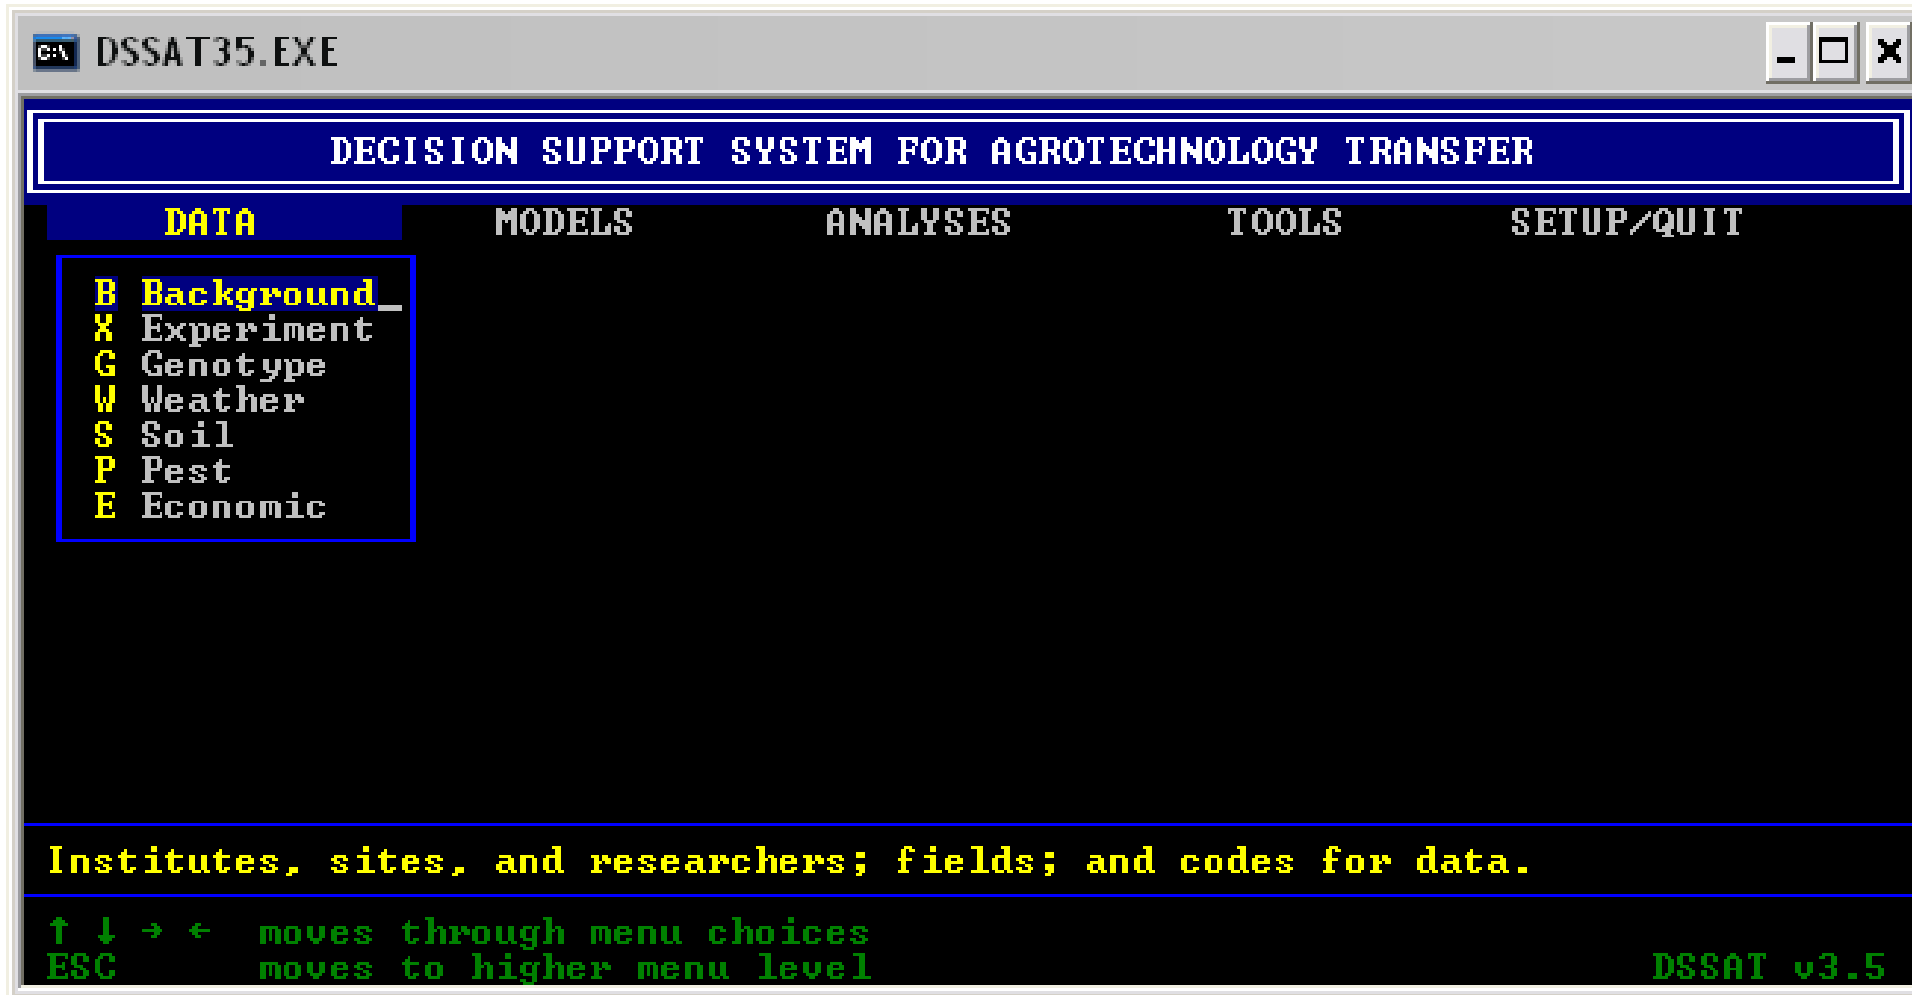 DSSAT35.EXE
DECISION SUPPORT SYSTEM FOR AGROTECHNOLOGY TRANSFER
DATA MODELS ANALYSES TOOLS SETUP/QUIT
B Background_
X Experiment
G Genotype
W Weather
S Soil
P Pest
E Economic
Institutes, sites, and researchers; fields; and codes for data.
↑ ↓ → ← moves through menu choices
ESC moves to higher menu level DSSAT v3.5